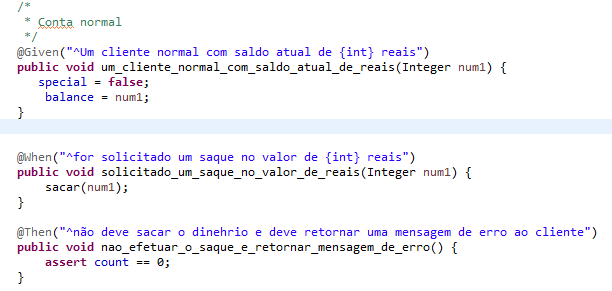 /*
 * Conta normal
 */
@Given("^Um cliente normal com saldo atual de {int} reais")
public void um_cliente_normal_com_saldo_atual_de_reais(Integer num1) {
   special = false;
    balance = num1;
}
@When("^for solicitado um saque no valor de {int} reais")
public void solicitado_um_saque_no_valor_de_reais(Integer num1) {
    sacar(num1);
}
@Then("^não deve sacar o dinehrio e deve retornar uma mensagem de erro ao cliente")
public void nao_efetuar_o_saque_e_retornar_mensagem_de_erro() {
    assert count == 0;
}